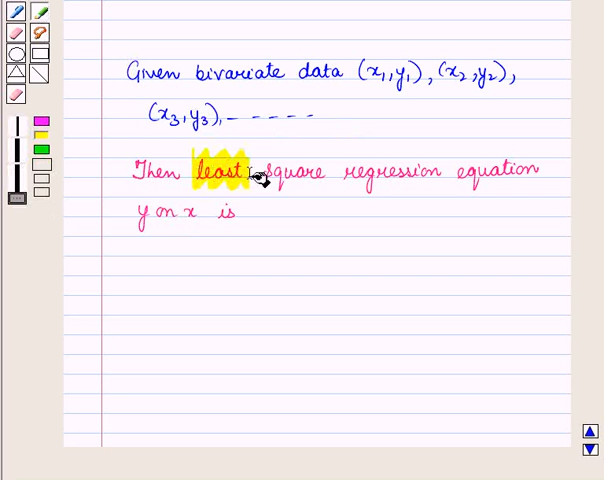 Given bivariate data (x₁,y₁), (x₂,y₂),
(x₃,y₃), - - - - - -
Then least square regression equation
y on x is